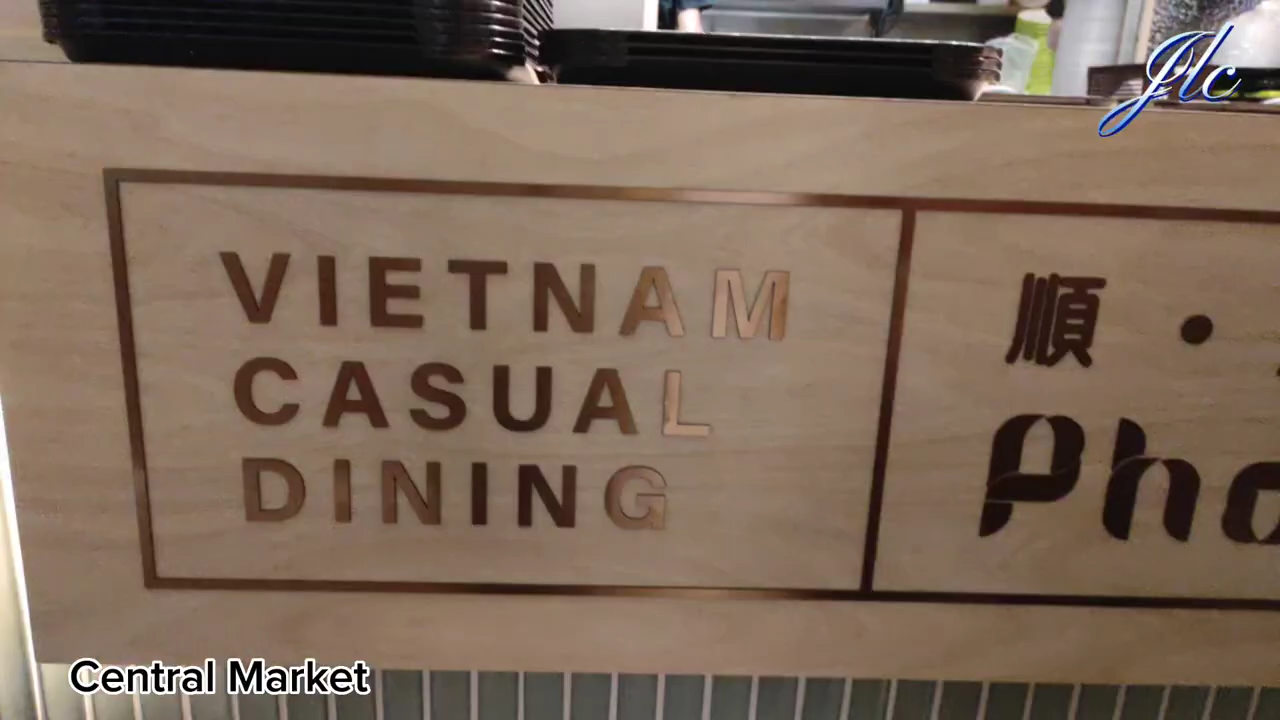 Jlc
VIETNAM
CASUAL
DINING
順 •
Pho
Central Market